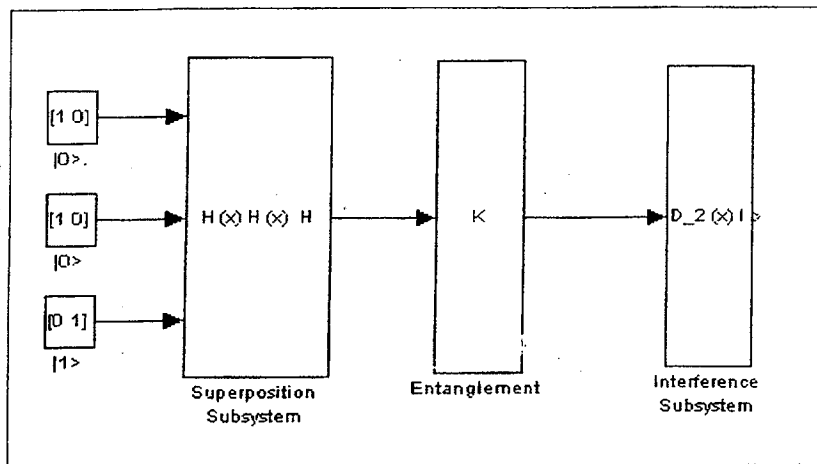 [1 0]
|0>.
[1 0]
|0>
[0 1]
|1>
H (x) H (x) H
K
D_2 (x) I >
Superposition
Subsystem
Entanglement
Interference
Subsystem